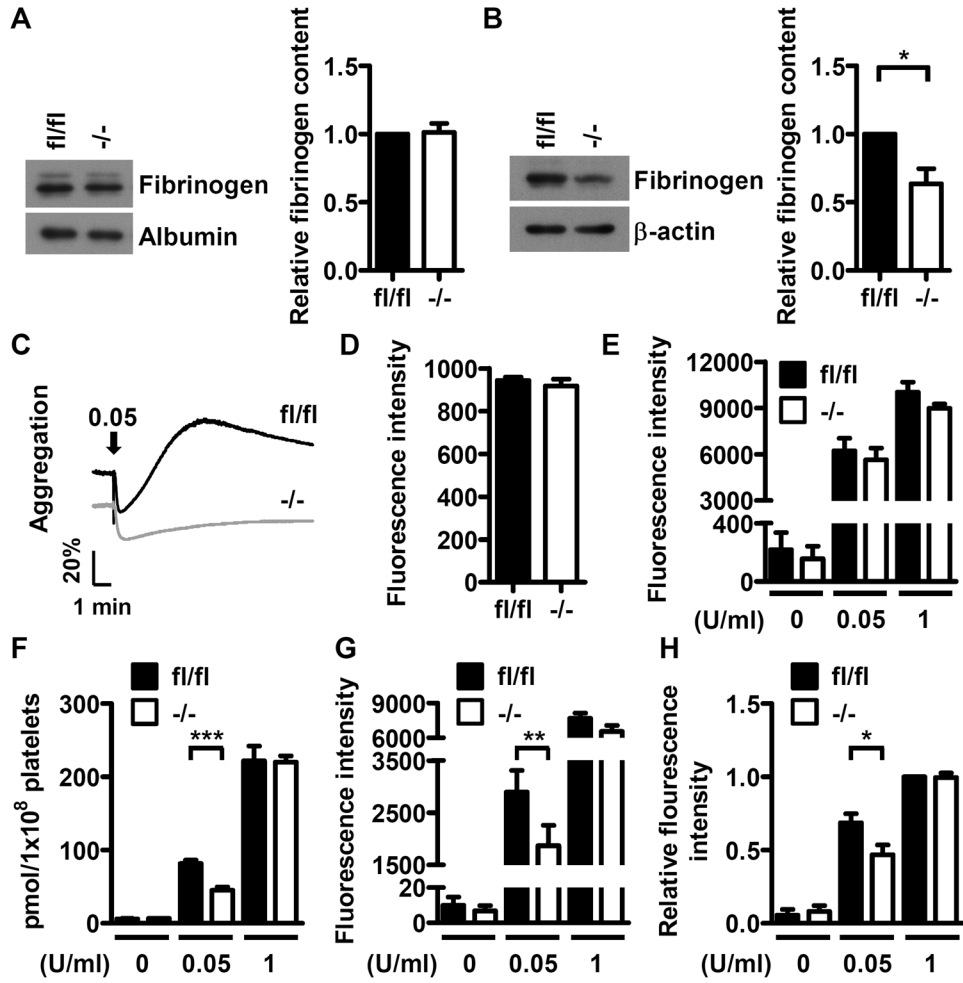 A
fl/fl
-/-
Fibrinogen
Albumin
Relative fibrinogen content
1.5
1.0
0.5
0.0
fl/fl -/-
B
fl/fl
-/-
Fibrinogen
β-actin
Relative fibrinogen content
1.5
1.0
0.5
0.0
*
fl/fl -/-
C
Aggregation
0.05
fl/fl
-/-
20%
1 min
D
Fluorescence intensity
1000
800
600
400
200
0
fl/fl -/-
E
Fluorescence intensity
12000
9000
6000
3000
400
0
fl/fl
-/-
(U/ml) 0 0.05 1
F
pmol/1x10⁸ platelets
300
200
100
0
fl/fl
-/-
***
(U/ml) 0 0.05 1
G
Fluorescence intensity
9000
6000
3500
2500
1500
20
0
fl/fl
-/-
**
(U/ml) 0 0.05 1
H
Relative flourescence
intensity
1.5
1.0
0.5
0.0
fl/fl
-/-
*
(U/ml) 0 0.05 1